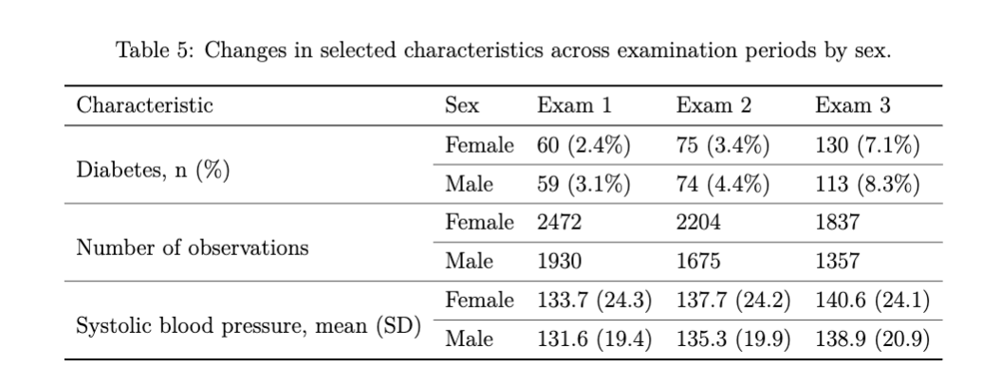 Table 5: Changes in selected characteristics across examination periods by sex.
Characteristic Sex Exam 1 Exam 2 Exam 3
Diabetes, n (%)
Female 60 (2.4%) 75 (3.4%) 130 (7.1%)
Male 59 (3.1%) 74 (4.4%) 113 (8.3%)
Number of observations
Female 2472 2204 1837
Male 1930 1675 1357
Systolic blood pressure, mean (SD)
Female 133.7 (24.3) 137.7 (24.2) 140.6 (24.1)
Male 131.6 (19.4) 135.3 (19.9) 138.9 (20.9)